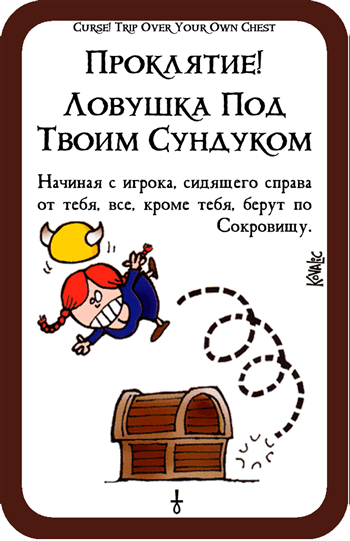 Curse! Trip Over Your Own Chest
Проклятие!
Ловушка Под
Твоим Сундуком
Начиная с игрока, сидящего справа
от тебя, все, кроме тебя, берут по
Сокровищу.
Kovalic